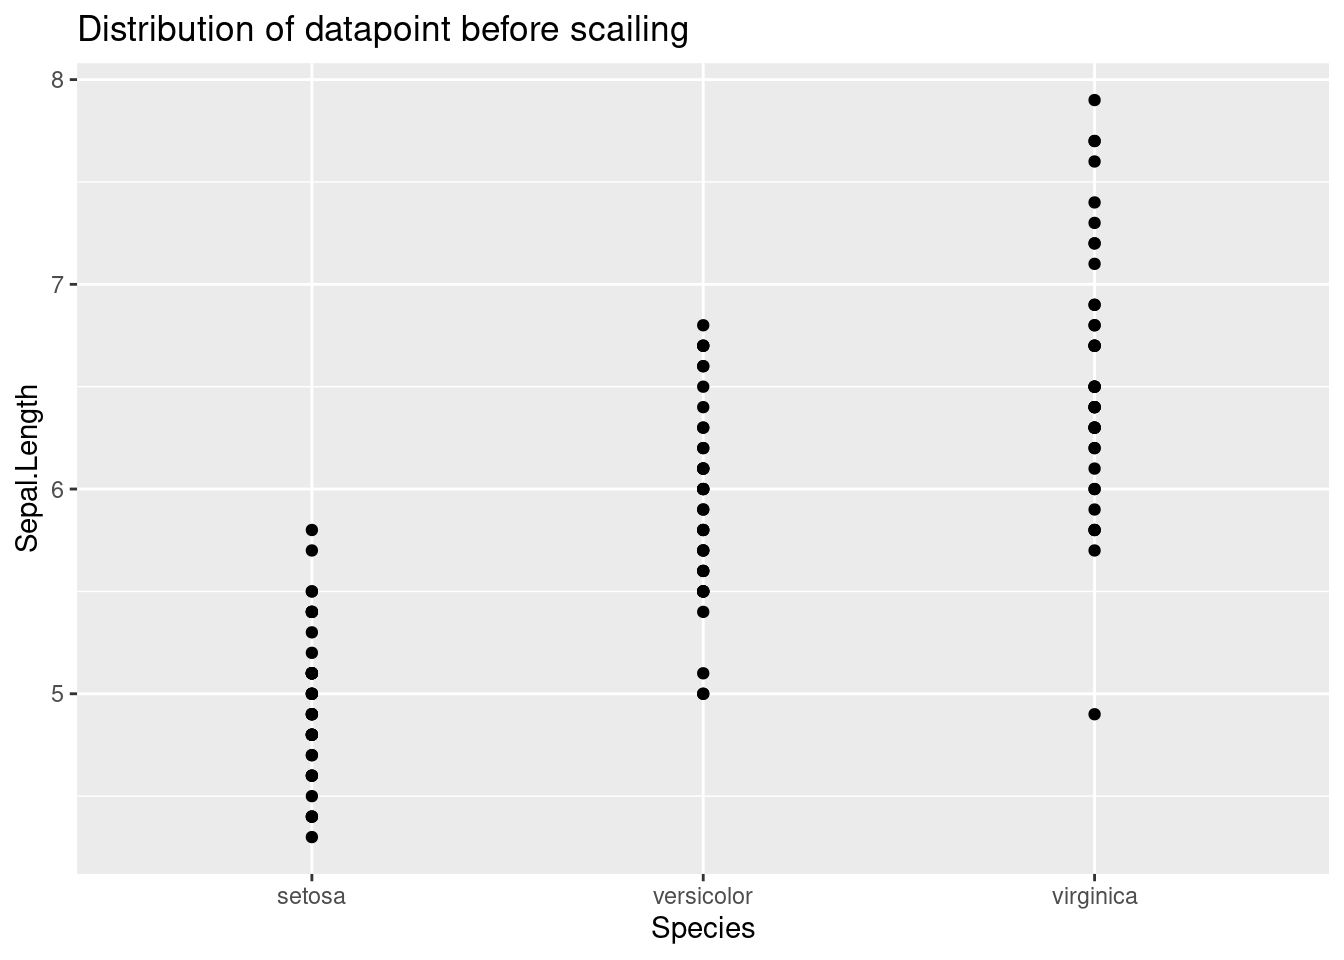 Distribution of datapoint before scailing
8
7
6
5
Sepal.Length
setosa versicolor virginica
Species